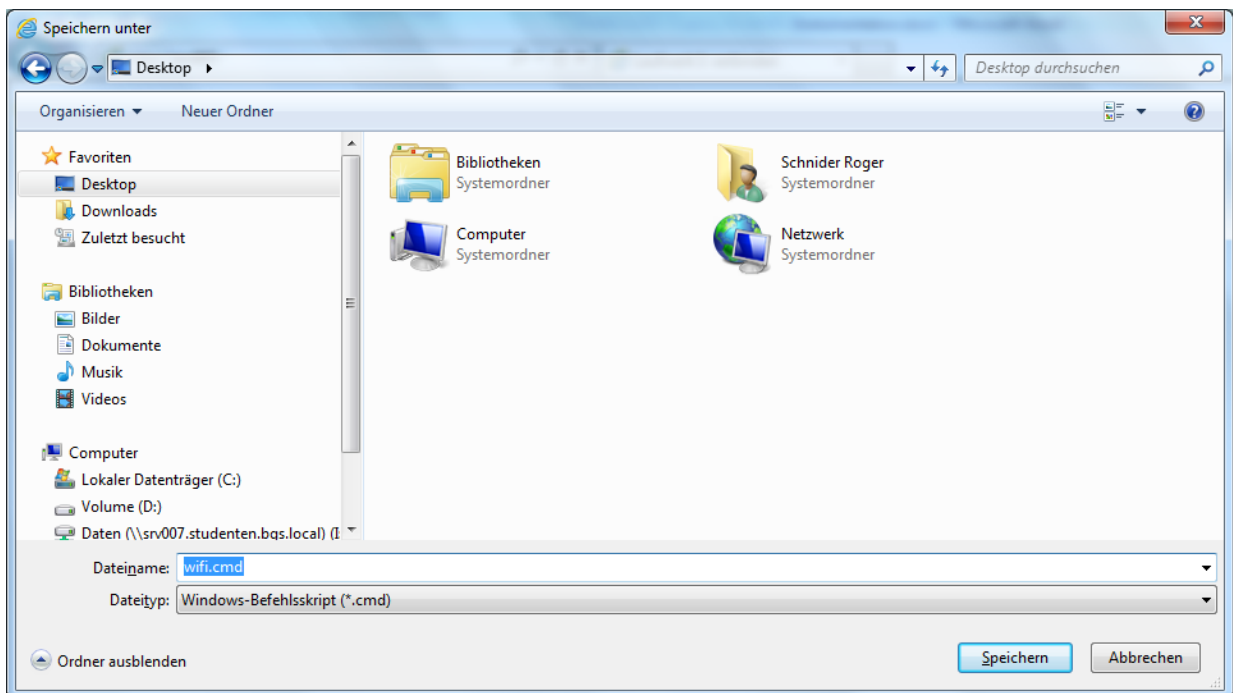 Speichern unter
Desktop
Desktop durchsuchen
Organisieren
Neuer Ordner
Favoriten
Desktop
Downloads
Zuletzt besucht
Bibliotheken
Bilder
Dokumente
Musik
Videos
Computer
Lokaler Datenträger (C:)
Volume (D:)
Daten (\\srv007.studenten.bgs.local)
Bibliotheken
Systemordner
Schnider Roger
Systemordner
Computer
Systemordner
Netzwerk
Systemordner
Dateiname: wifi.cmd
Dateityp: Windows-Befehlsskript (*.cmd)
Ordner ausblenden
Speichern
Abbrechen